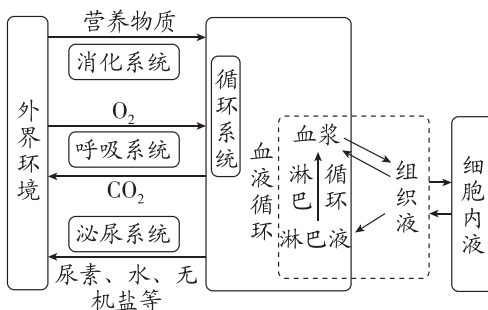 营养物质
消化系统
O₂
呼吸系统
CO₂
泌尿系统
尿素、水、无
机盐等
外界环境
循环系统
血液循环
血浆
淋巴
循环
淋巴液
组织液
细胞内液